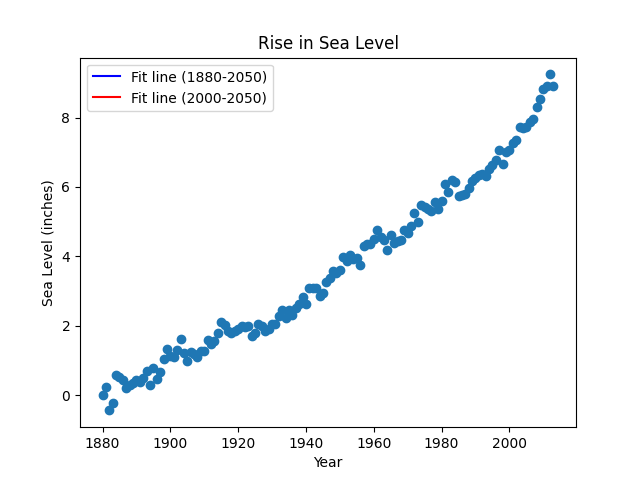 Rise in Sea Level
Fit line (1880-2050)
Fit line (2000-2050)
Sea Level (inches)
8
6
4
2
0
1880 1900 1920 1940 1960 1980 2000
Year